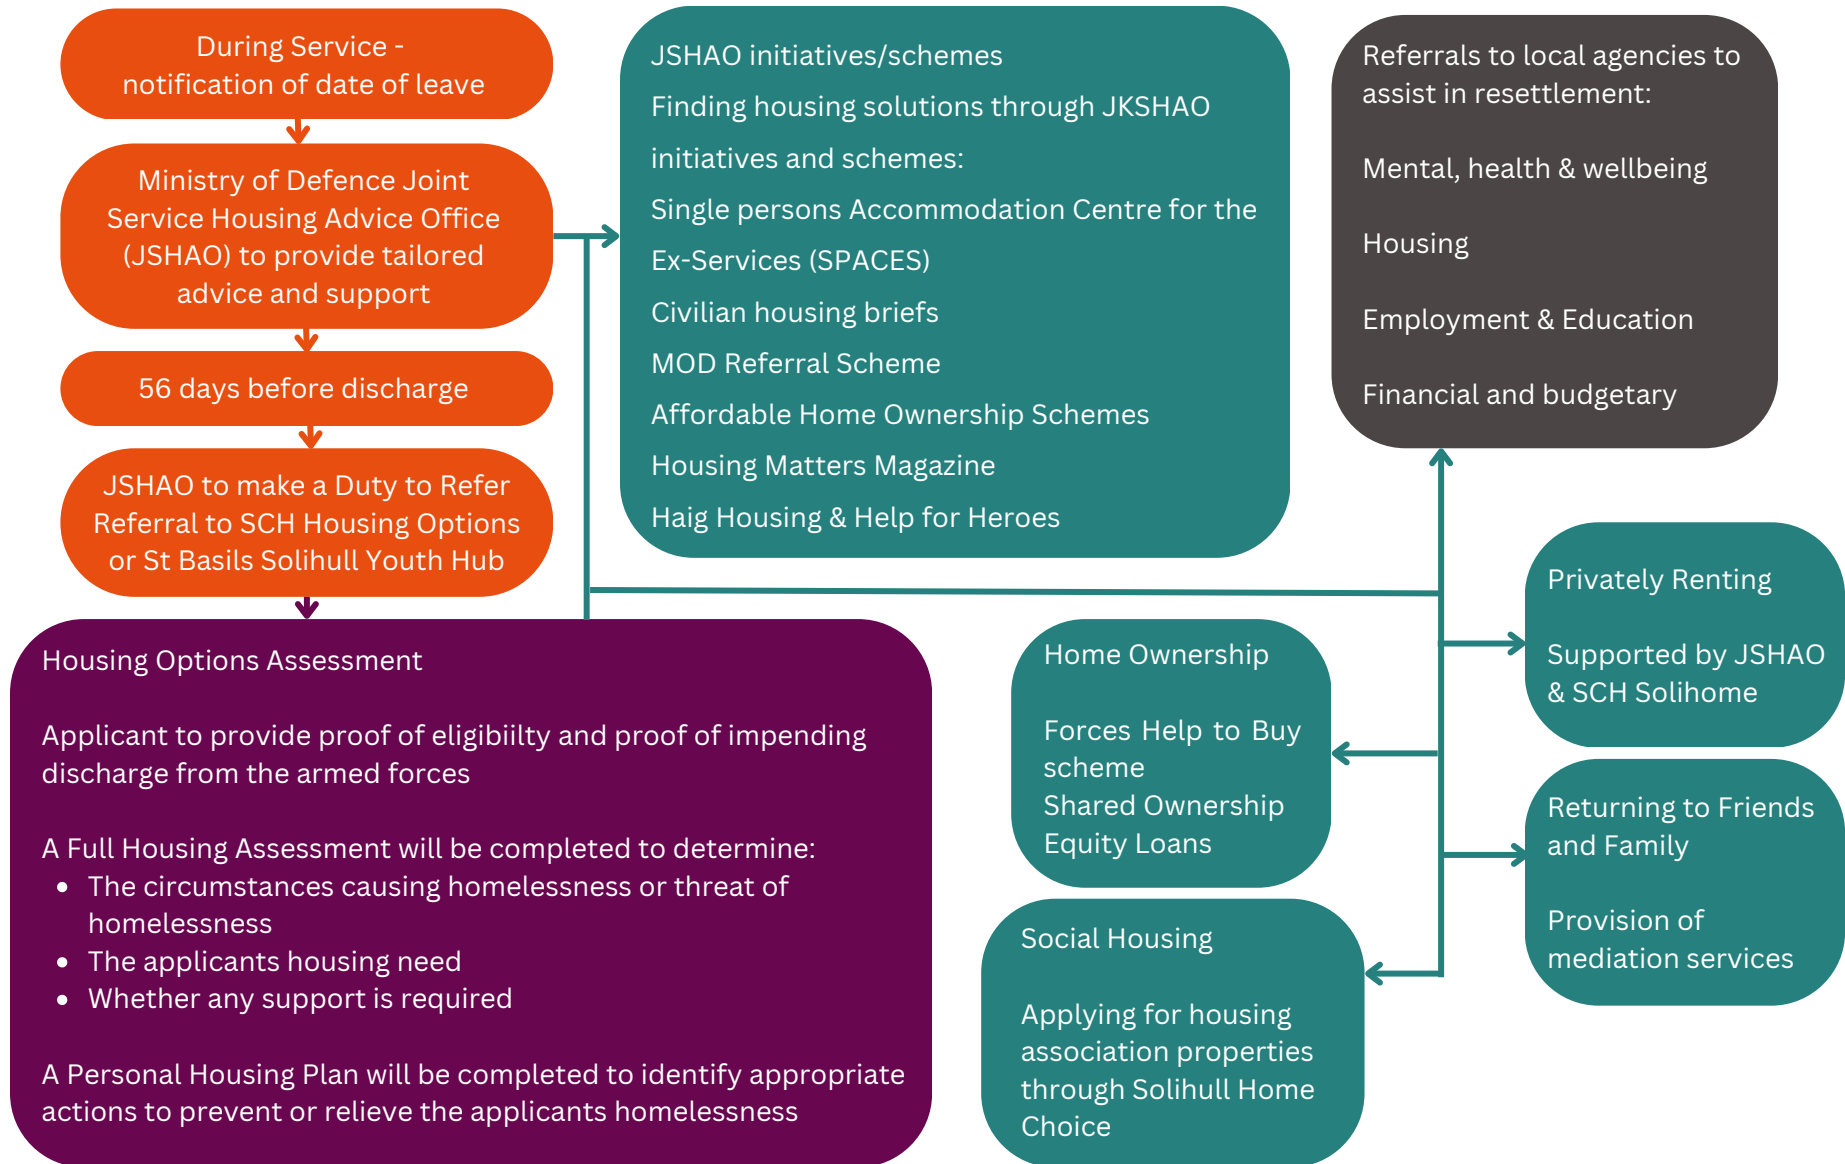 During Service -
notification of date of leave
Ministry of Defence Joint
Service Housing Advice Office
(JSHAO) to provide tailored
advice and support
56 days before discharge
JSHAO to make a Duty to Refer
Referral to SCH Housing Options
or St Basils Solihull Youth Hub
Housing Options Assessment
Applicant to provide proof of eligibiilty and proof of impending
discharge from the armed forces
A Full Housing Assessment will be completed to determine:
• The circumstances causing homelessness or threat of
homelessness
• The applicants housing need
• Whether any support is required
A Personal Housing Plan will be completed to identify appropriate
actions to prevent or relieve the applicants homelessness
JSHAO initiatives/schemes
Finding housing solutions through JKSHAO
initiatives and schemes:
Single persons Accommodation Centre for the
Ex-Services (SPACES)
Civilian housing briefs
MOD Referral Scheme
Affordable Home Ownership Schemes
Housing Matters Magazine
Haig Housing & Help for Heroes
Referrals to local agencies to
assist in resettlement:
Mental, health & wellbeing
Housing
Employment & Education
Financial and budgetary
Privately Renting
Supported by JSHAO
& SCH Solihome
Home Ownership
Forces Help to Buy
scheme
Shared Ownership
Equity Loans
Returning to Friends
and Family
Provision of
mediation services
Social Housing
Applying for housing
association properties
through Solihull Home
Choice